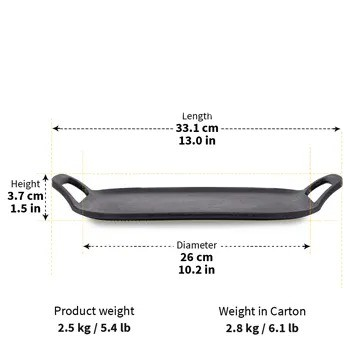 Length
33.1 cm
13.0 in
Height
3.7 cm
1.5 in
Diameter
26 cm
10.2 in
Product weight
2.5 kg / 5.4 lb
Weight in Carton
2.8 kg / 6.1 lb